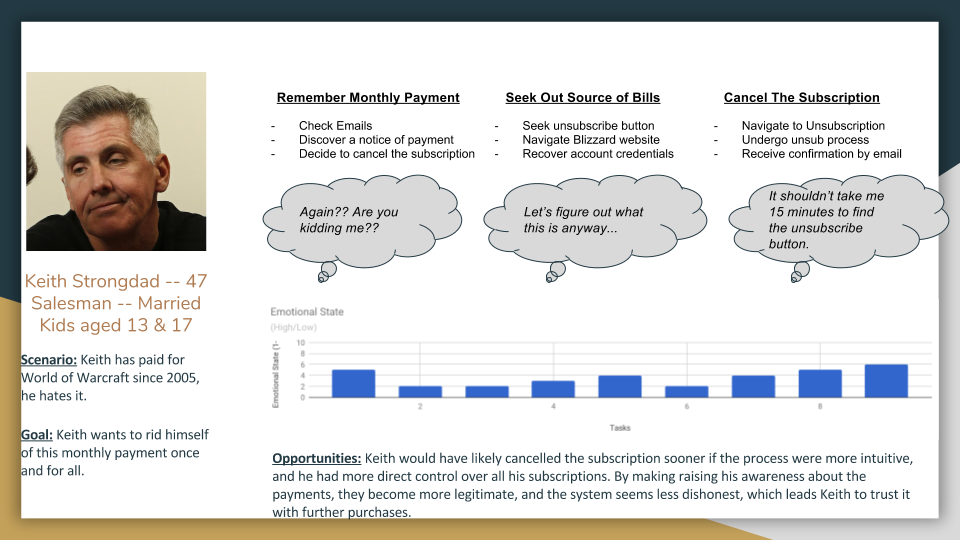 Remember Monthly Payment
- Check Emails
- Discover a notice of payment
- Decide to cancel the subscription
Seek Out Source of Bills
- Seek unsubscribe button
- Navigate Blizzard website
- Recover account credentials
Cancel The Subscription
- Navigate to Unsubscription
- Undergo unsub process
- Receive confirmation by email
Again?? Are you
kidding me??
Let's figure out what
this is anyway...
It shouldn't take me
15 minutes to find
the unsubscribe
button.
Keith Strongdad -- 47
Salesman -- Married
Kids aged 13 & 17
Scenario: Keith has paid for
World of Warcraft since 2005,
he hates it.
Goal: Keith wants to rid himself
of this monthly payment once
and for all.
Emotional State
(High/Low)
Emotional State (1-
10
8
6
4
2
0
2 4 6 8
Tasks
Opportunities: Keith would have likely cancelled the subscription sooner if the process were more intuitive,
and he had more direct control over all his subscriptions. By making raising his awareness about the
payments, they become more legitimate, and the system seems less dishonest, which leads Keith to trust it
with further purchases.